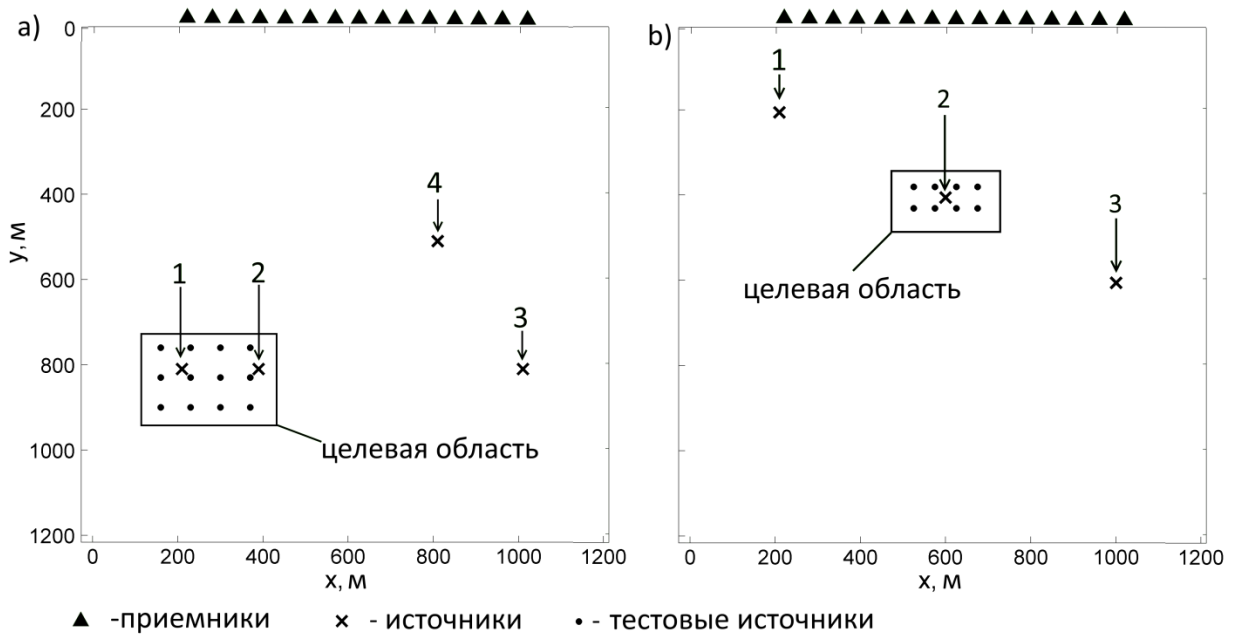 a)
0
200
400
600
800
1000
1200
y, м
0 200 400 600 800 1000 1200
x, м
1
2
3
4
целевая область
b)
1
2
3
целевая область
0 200 400 600 800 1000 1200
x, м
▲ -приемники × - источники • - тестовые источники